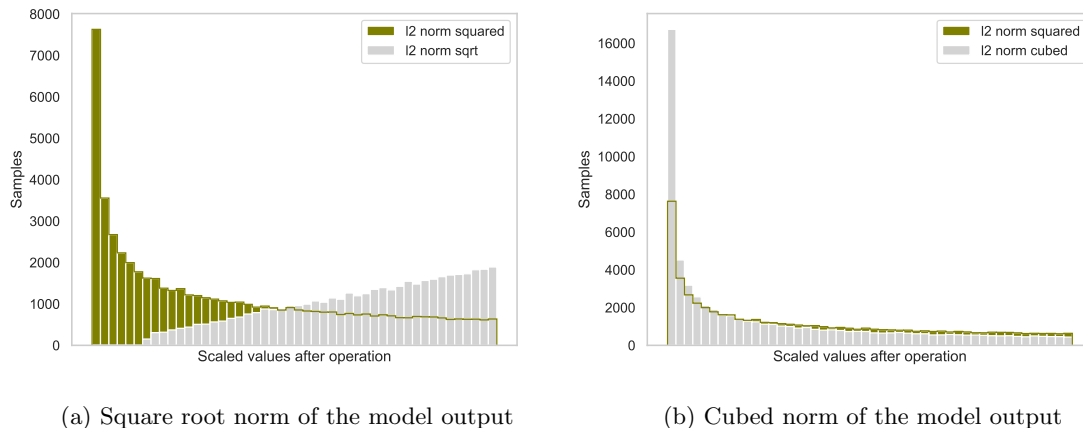 8000
7000
6000
5000
4000
3000
2000
1000
0
Samples
l2 norm squared
l2 norm sqrt
Scaled values after operation
(a) Square root norm of the model output
16000
14000
12000
10000
8000
6000
4000
2000
0
Samples
l2 norm squared
l2 norm cubed
Scaled values after operation
(b) Cubed norm of the model output